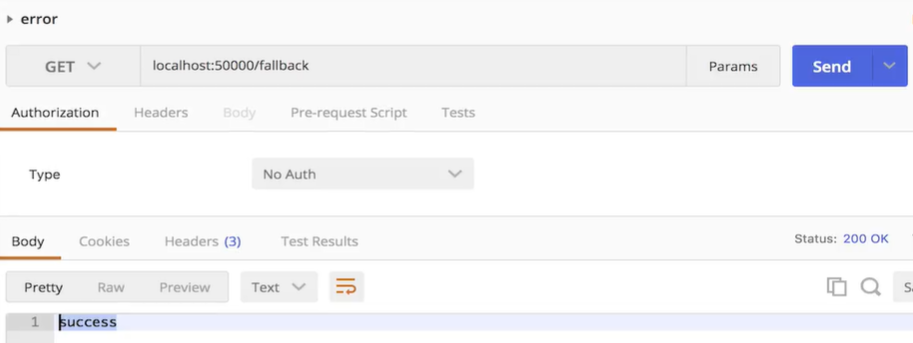 error
GET localhost:50000/fallback Params Send
Authorization Headers Body Pre-request Script Tests
Type No Auth
Body Cookies Headers (3) Test Results Status: 200 OK
Pretty Raw Preview Text
1 success